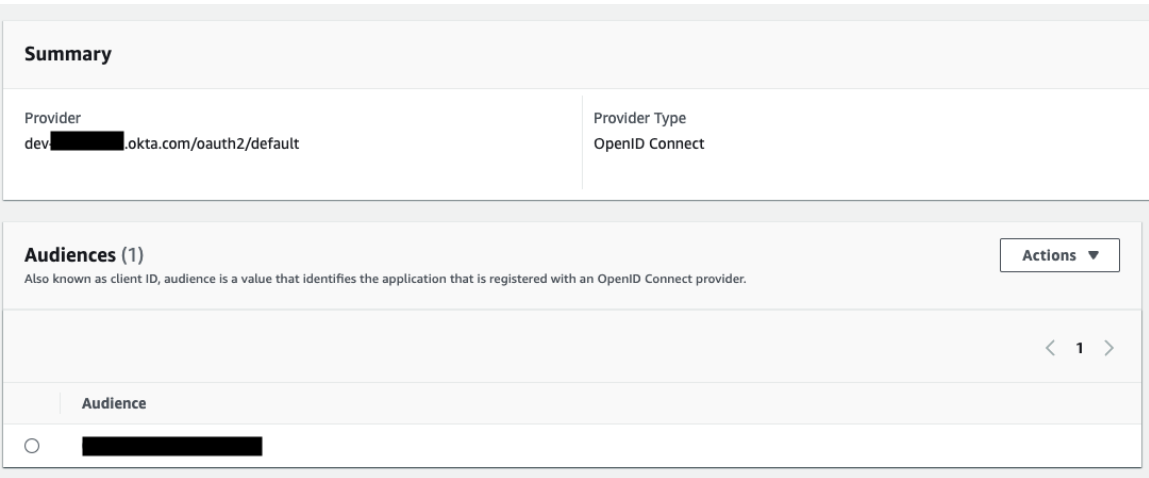 Summary
Provider
Provider Type
dev- .okta.com/oauth2/default
OpenID Connect
Audiences (1)
Actions ▼
Also known as client ID, audience is a value that identifies the application that is registered with an OpenID Connect provider.
< 1 >
Audience